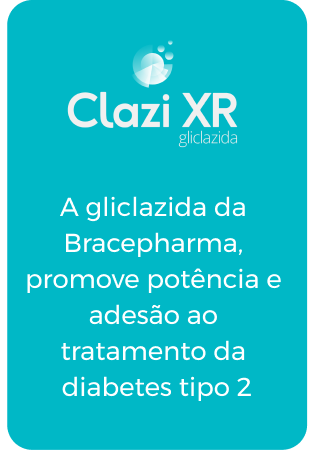 Clazi XR
gliclazida
A gliclazida da
Bracepharma,
promove potência e
adesão ao
tratamento da
diabetes tipo 2